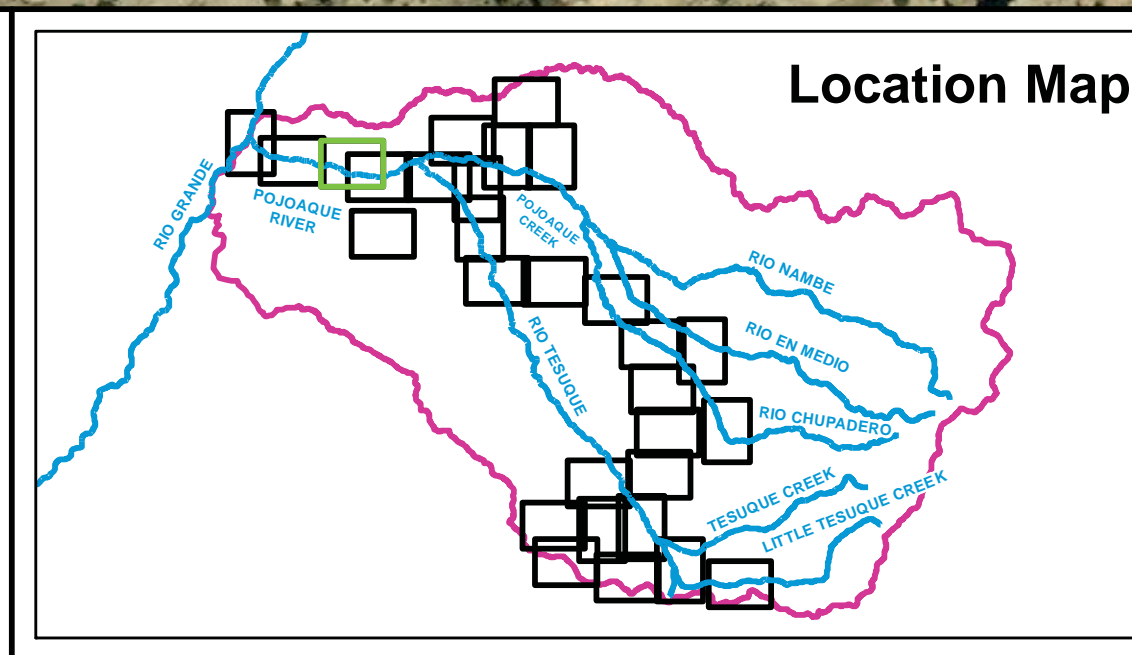 Location Map
RIO GRANDE
POJOAQUE
RIVER
POJOAQUE
CREEK
RIO NAMBE
RIO EN MEDIO
RIO TESUQUE
RIO CHUPADERO
TESUQUE CREEK
LITTLE TESUQUE CREEK